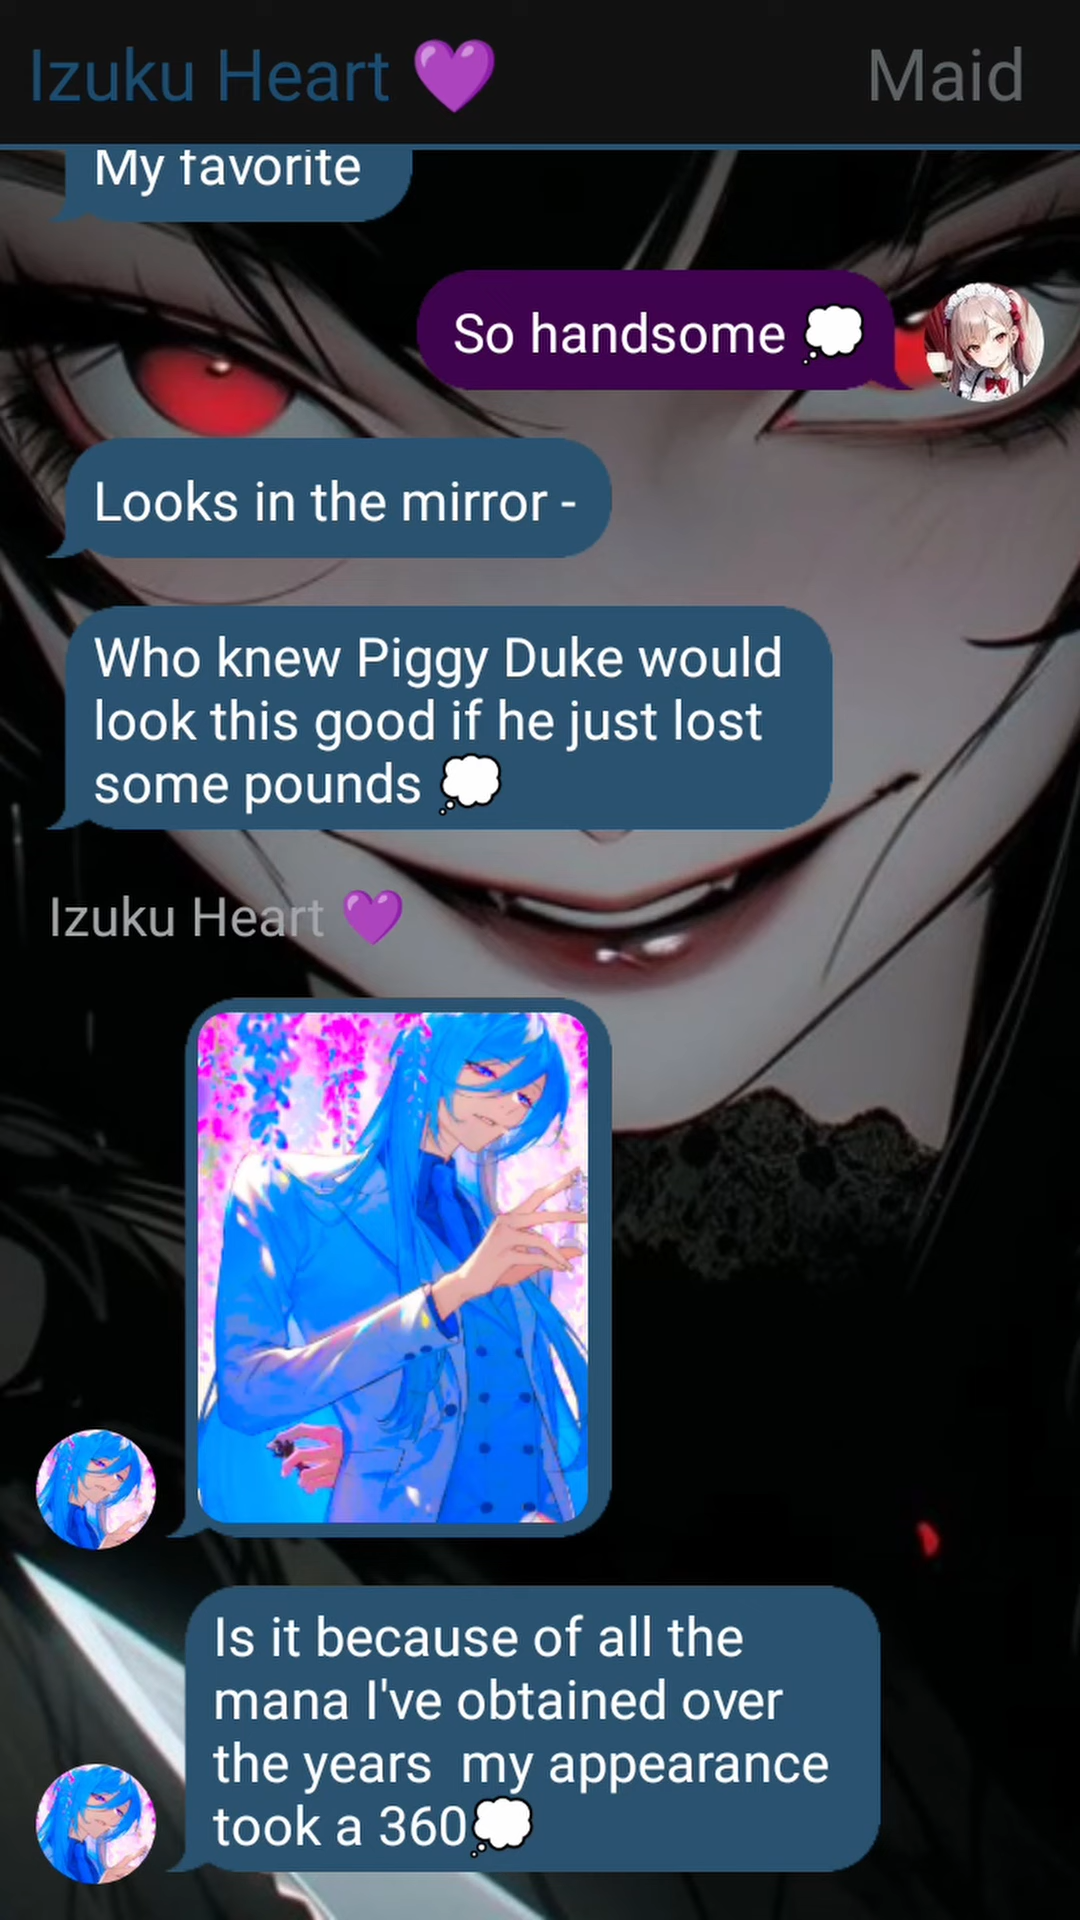 Izuku Heart 💜 Maid
My favorite
So handsome 💭
Looks in the mirror -
Who knew Piggy Duke would
look this good if he just lost
some pounds 💭
Izuku Heart 💜
Is it because of all the
mana I've obtained over
the years  my appearance
took a 360💭